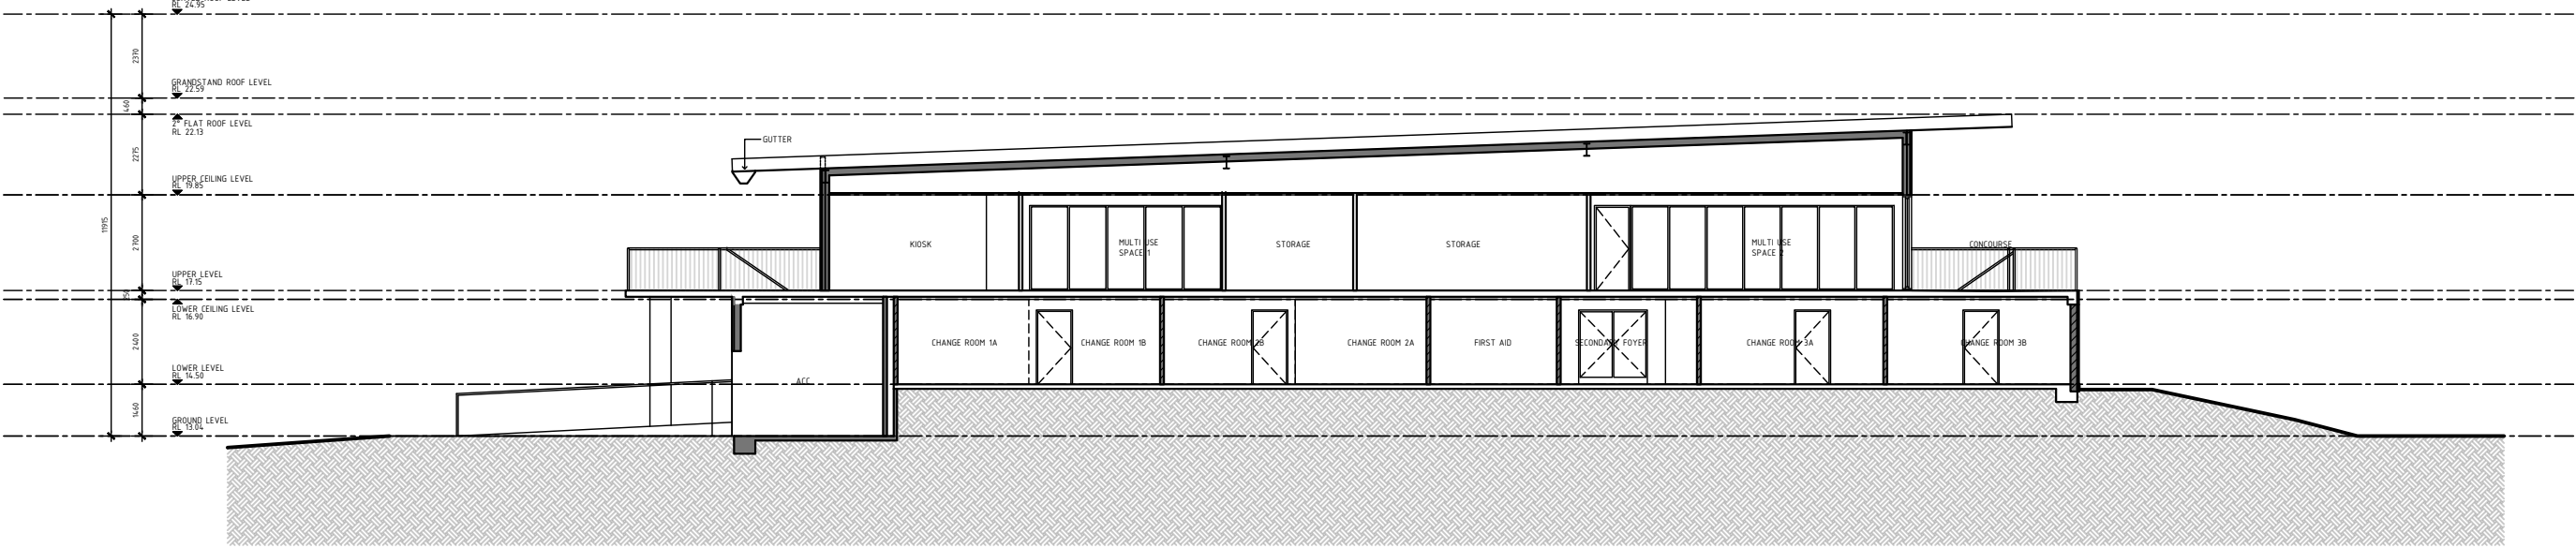 RL 24.95
2370
GRANDSTAND ROOF LEVEL
RL 22.59
460
2° FLAT ROOF LEVEL
RL 22.13
GUTTER
2275
UPPER CEILING LEVEL
RL 19.85
11915
2700
KIOSK
MULTI USE
SPACE 1
STORAGE
STORAGE
MULTI USE
SPACE 2
CONCOURSE
UPPER LEVEL
RL 17.15
250
LOWER CEILING LEVEL
RL 16.90
2400
CHANGE ROOM 1A
CHANGE ROOM 1B
CHANGE ROOM 2B
CHANGE ROOM 2A
FIRST AID
SECONDARY FOYER
CHANGE ROOM 3A
CHANGE ROOM 3B
LOWER LEVEL
RL 14.50
ACC
1460
GROUND LEVEL
RL 13.04